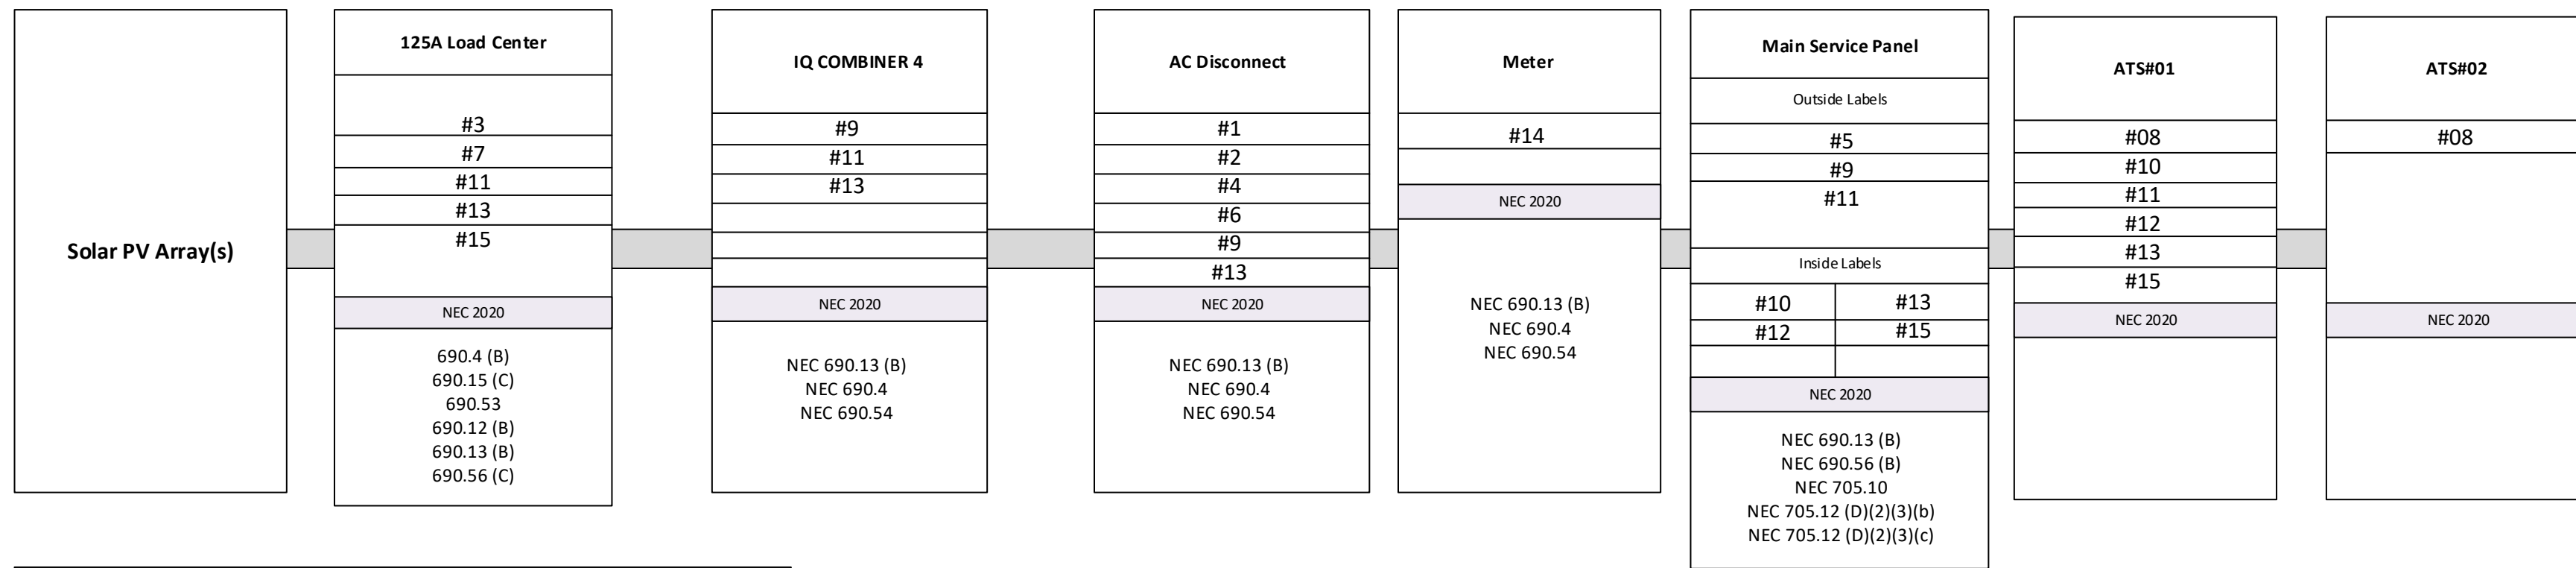 Solar PV Array(s)
125A Load Center
#3
#7
#11
#13
#15
NEC 2020
690.4 (B)
690.15 (C)
690.53
690.12 (B)
690.13 (B)
690.56 (C)
IQ COMBINER 4
#9
#11
#13
NEC 2020
NEC 690.13 (B)
NEC 690.4
NEC 690.54
AC Disconnect
#1
#2
#4
#6
#9
#13
NEC 2020
NEC 690.13 (B)
NEC 690.4
NEC 690.54
Meter
#14
NEC 2020
NEC 690.13 (B)
NEC 690.4
NEC 690.54
Main Service Panel
Outside Labels
#5
#9
#11
Inside Labels
#10 #13
#12 #15
NEC 2020
NEC 690.13 (B)
NEC 690.56 (B)
NEC 705.10
NEC 705.12 (D)(2)(3)(b)
NEC 705.12 (D)(2)(3)(c)
ATS#01
#08
#10
#11
#12
#13
#15
NEC 2020
ATS#02
#08
NEC 2020